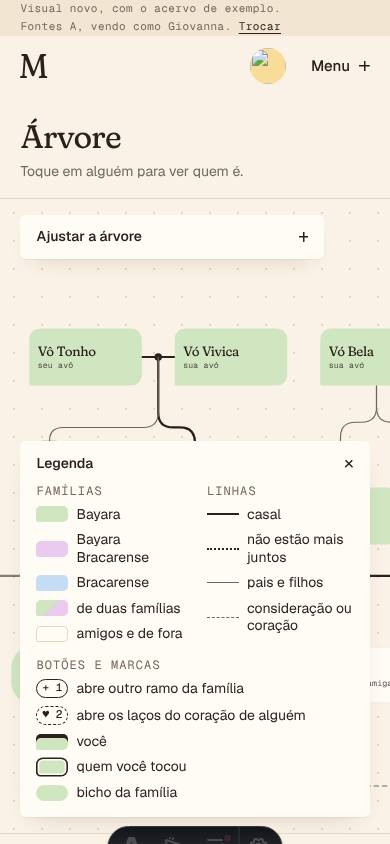 Visual novo, com o acervo de exemplo.
Fontes A, vendo como Giovanna. Trocar
M
Menu +
Árvore
Toque em alguém para ver quem é.
Ajustar a árvore +
Vô Tonho
seu avô
Vó Vivica
sua avó
Vó Bela
sua avó
Legenda ×
FAMÍLIAS
Bayara
Bayara
Bracarense
Bracarense
de duas famílias
amigos e de fora
LINHAS
casal
não estão mais
juntos
pais e filhos
consideração ou
coração
BOTÕES E MARCAS
+ 1 abre outro ramo da família
♥ 2 abre os laços do coração de alguém
você
quem você tocou
bicho da família